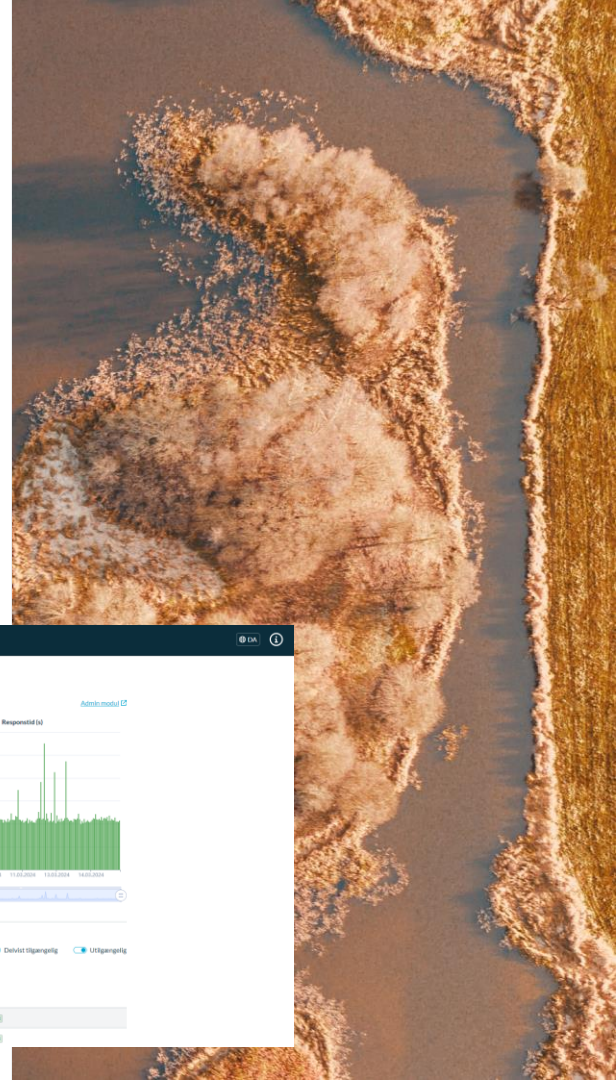 DA
Admin modul
Responstid (s)
11.03.2024 13.03.2024 14.03.2024
Delvist tilgængelig Utilgængelig